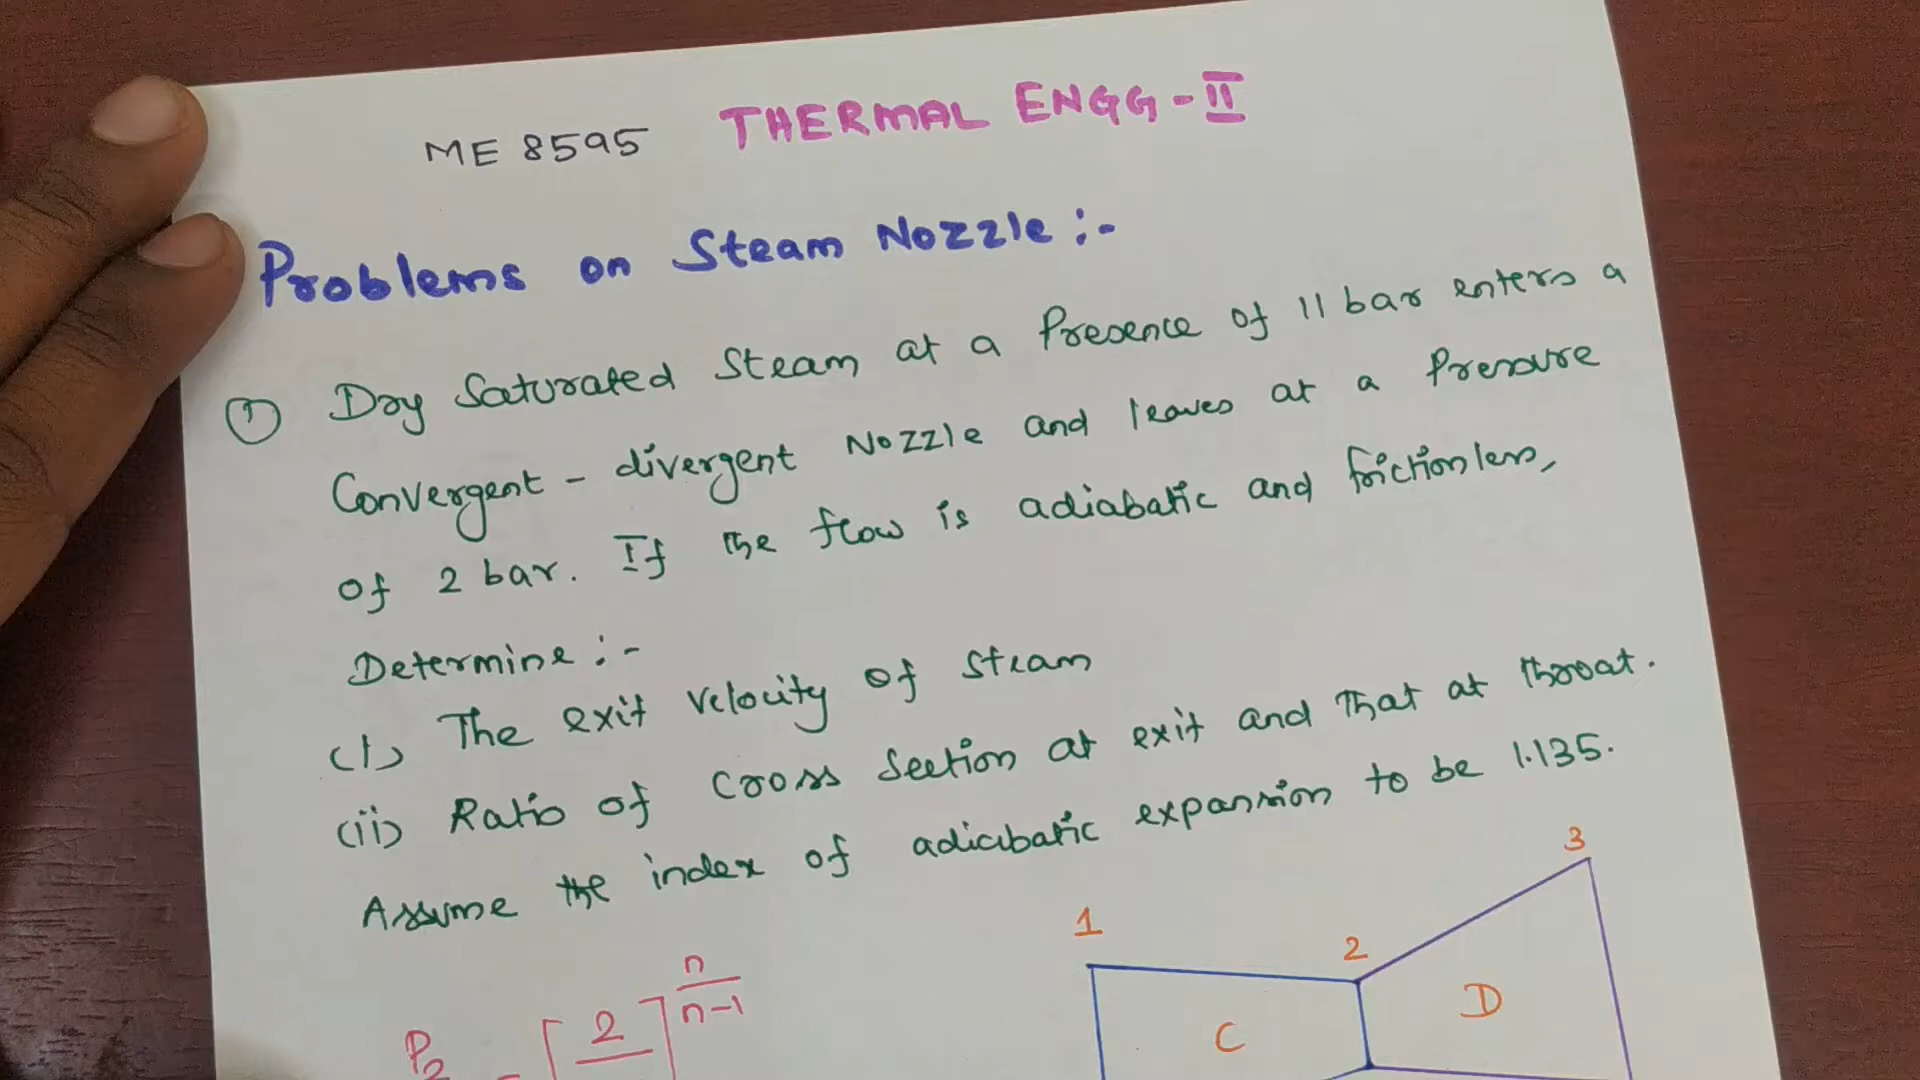 ME 8595 THERMAL ENGG - II
Problems on Steam Nozzle :-
① Dry Saturated Steam at a Pressure of 11 bar enters a
Convergent - divergent Nozzle and leaves at a Pressure
of 2 bar. If the flow is adiabatic and frictionless,
Determine :-
(i) The exit velocity of steam
(ii) Ratio of cross section at exit and that at throat.
Assume the index of adiabatic expansion to be 1.135.
3
1
2
n
n-1
2
P2
C
D